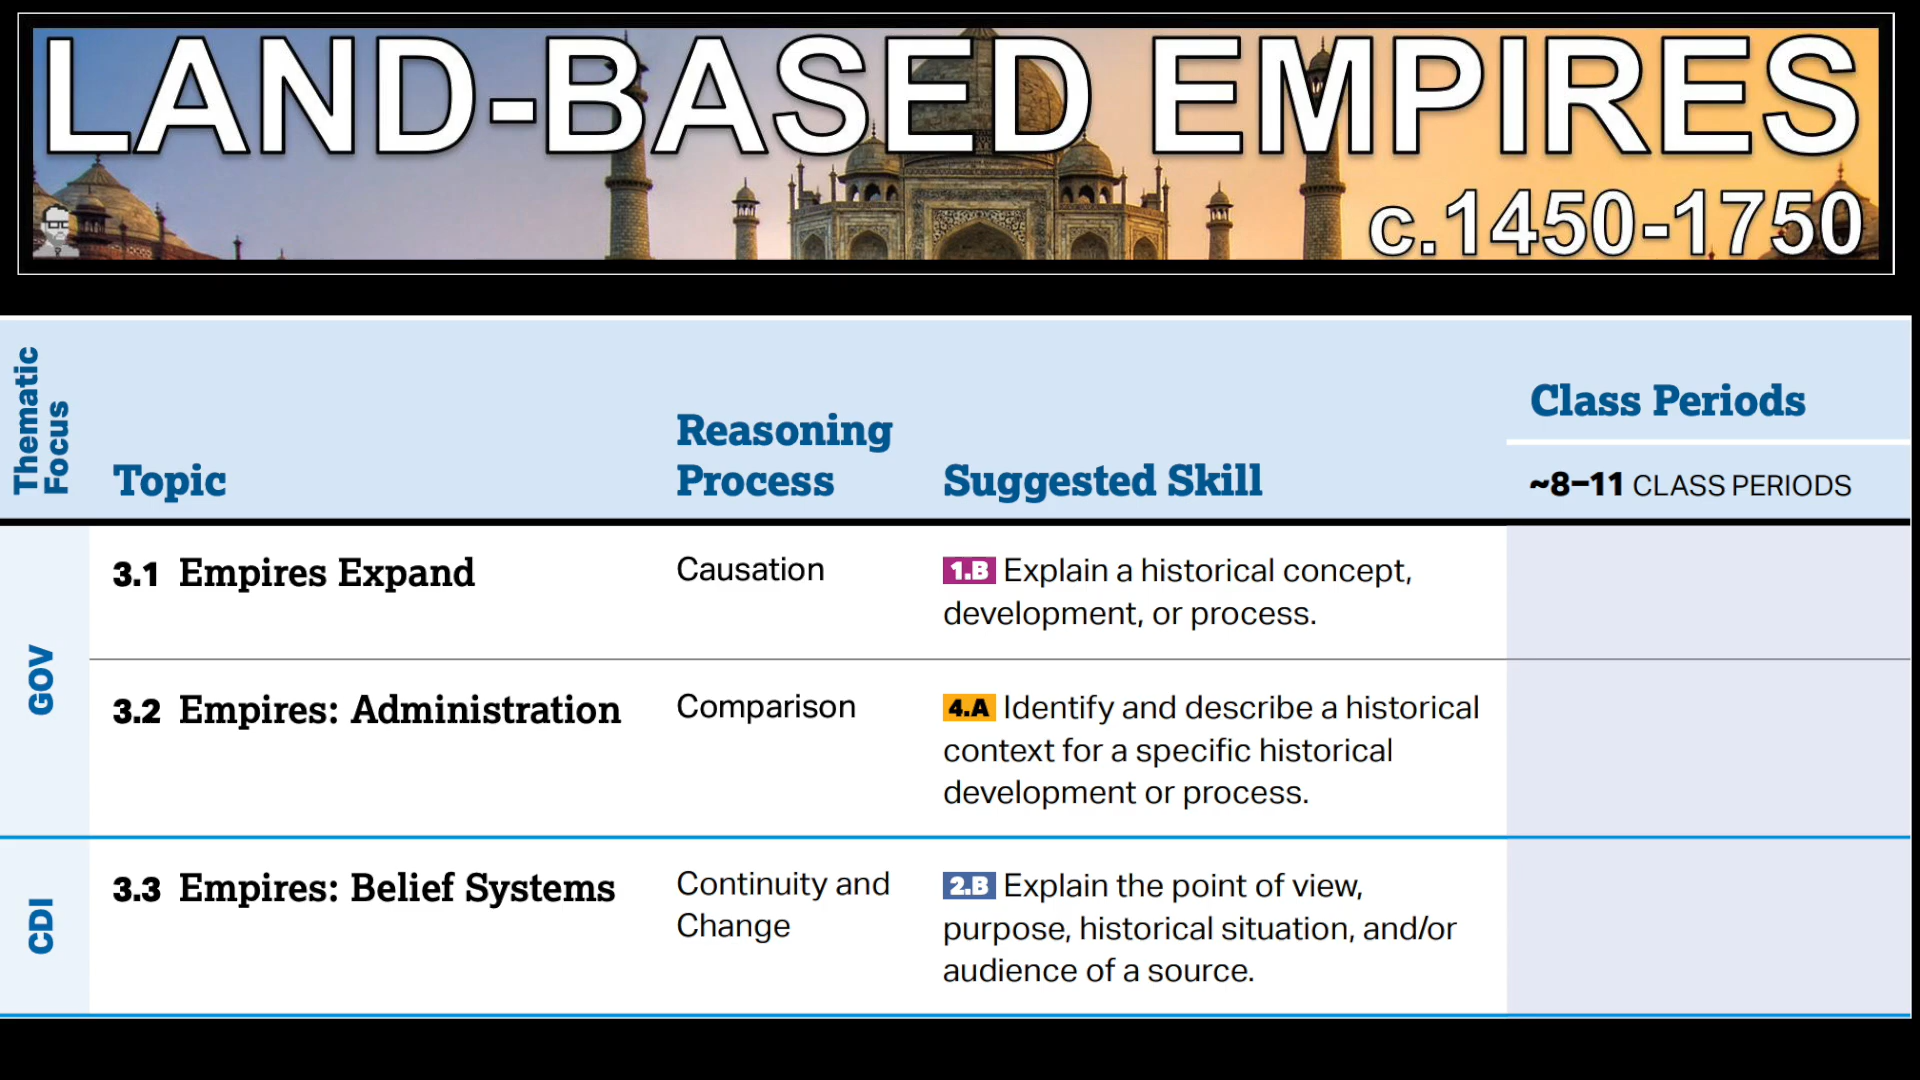 LAND-BASED EMPIRES
c.1450-1750
Thematic
Focus
Topic
Reasoning
Process
Suggested Skill
Class Periods
~8–11 CLASS PERIODS
GOV
3.1 Empires Expand
Causation
1.B Explain a historical concept,
development, or process.
3.2 Empires: Administration
Comparison
4.A Identify and describe a historical
context for a specific historical
development or process.
CDI
3.3 Empires: Belief Systems
Continuity and
Change
2.B Explain the point of view,
purpose, historical situation, and/or
audience of a source.